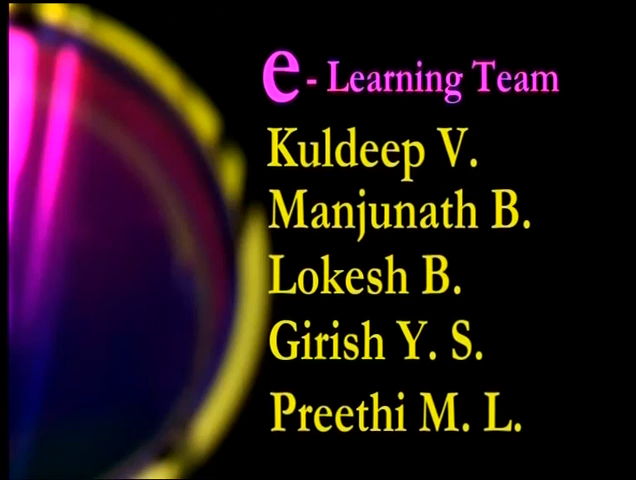 e- Learning Team
Kuldeep V.
Manjunath B.
Lokesh B.
Girish Y. S.
Preethi M. L.